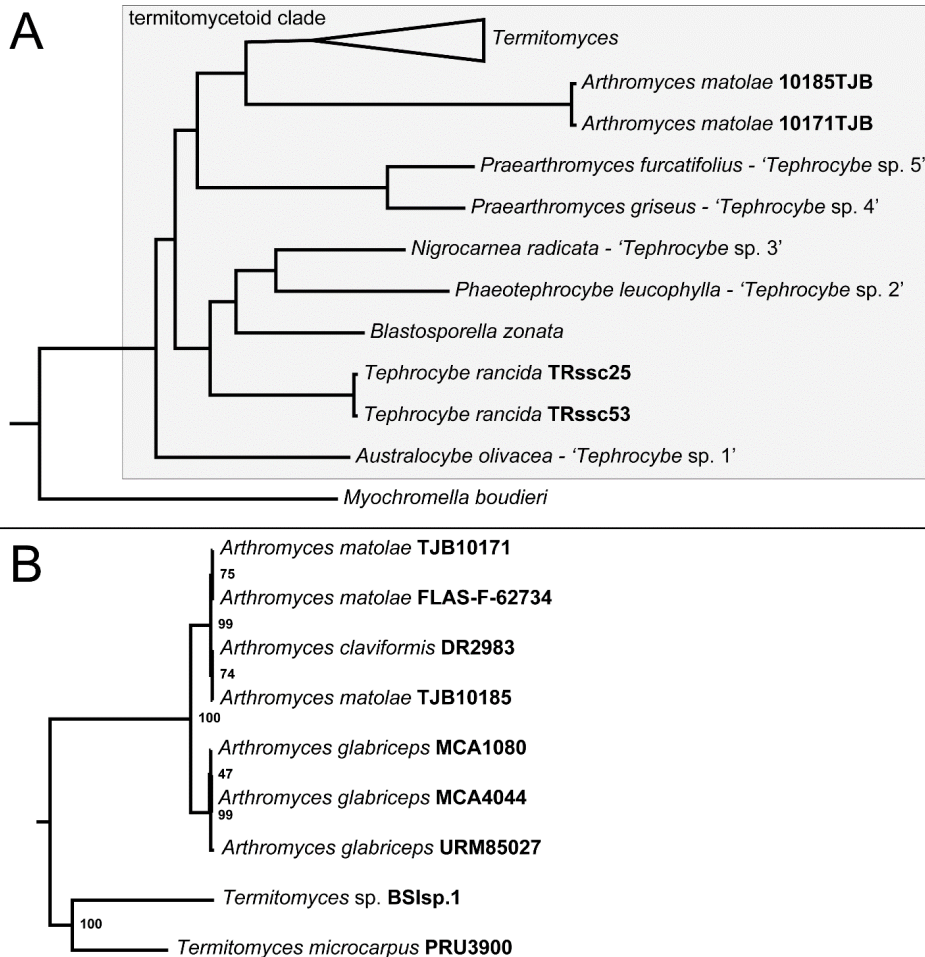 A
termitomycetoid clade
Termitomyces
Arthromyces matolae 10185TJB
Arthromyces matolae 10171TJB
Praearthromyces furcatifolius - ‘Tephrocybe sp. 5’
Praearthromyces griseus - ‘Tephrocybe sp. 4’
Nigrocarnea radicata - ‘Tephrocybe sp. 3’
Phaeotephrocybe leucophylla - ‘Tephrocybe sp. 2’
Blastosporella zonata
Tephrocybe rancida TRssc25
Tephrocybe rancida TRssc53
Australocybe olivacea - ‘Tephrocybe sp. 1’
Myochromella boudieri
B
Arthromyces matolae TJB10171
75
Arthromyces matolae FLAS-F-62734
99
Arthromyces claviformis DR2983
74
Arthromyces matolae TJB10185
100
Arthromyces glabriceps MCA1080
47
Arthromyces glabriceps MCA4044
99
Arthromyces glabriceps URM85027
Termitomyces sp. BSIsp.1
100
Termitomyces microcarpus PRU3900